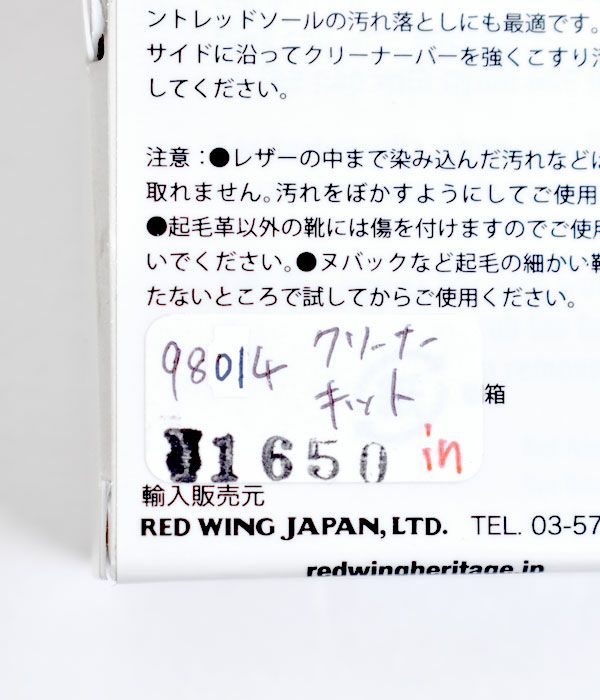 ントレッドソールの汚れ落としにも最適です。
サイドに沿ってクリーナーバーを強くこすり汚
してください。
注意：●レザーの中まで染み込んだ汚れなどは
取れません。汚れをぼかすようにしてご使用
●起毛革以外の靴には傷を付けますのでご使用
いでください。●ヌバックなど起毛の細かい靴
たないところで試してからご使用ください。
98014 クリーナー
キット
箱
1650 in
輸入販売元
RED WING JAPAN, LTD. TEL. 03-57
redwingheritage.jp